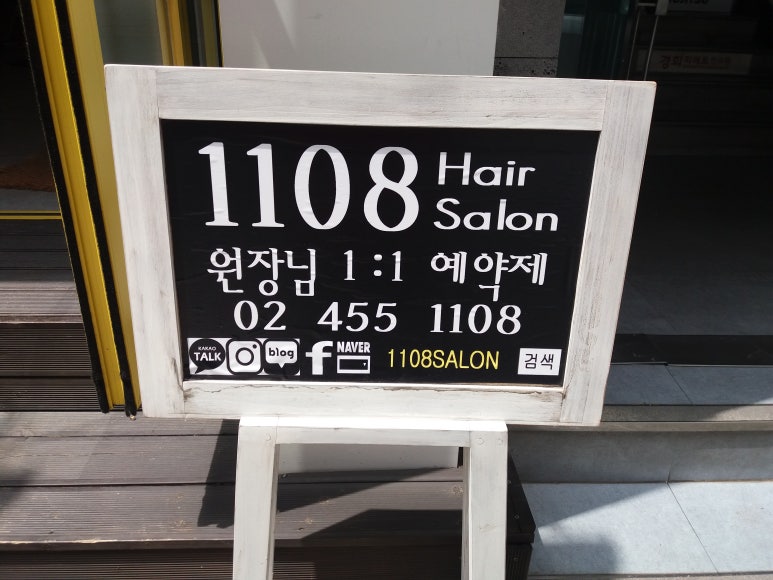 1108 Hair Salon
원장님 1:1 예약제
02 455 1108
KAKAO TALK blog f NAVER 1108SALON 검색